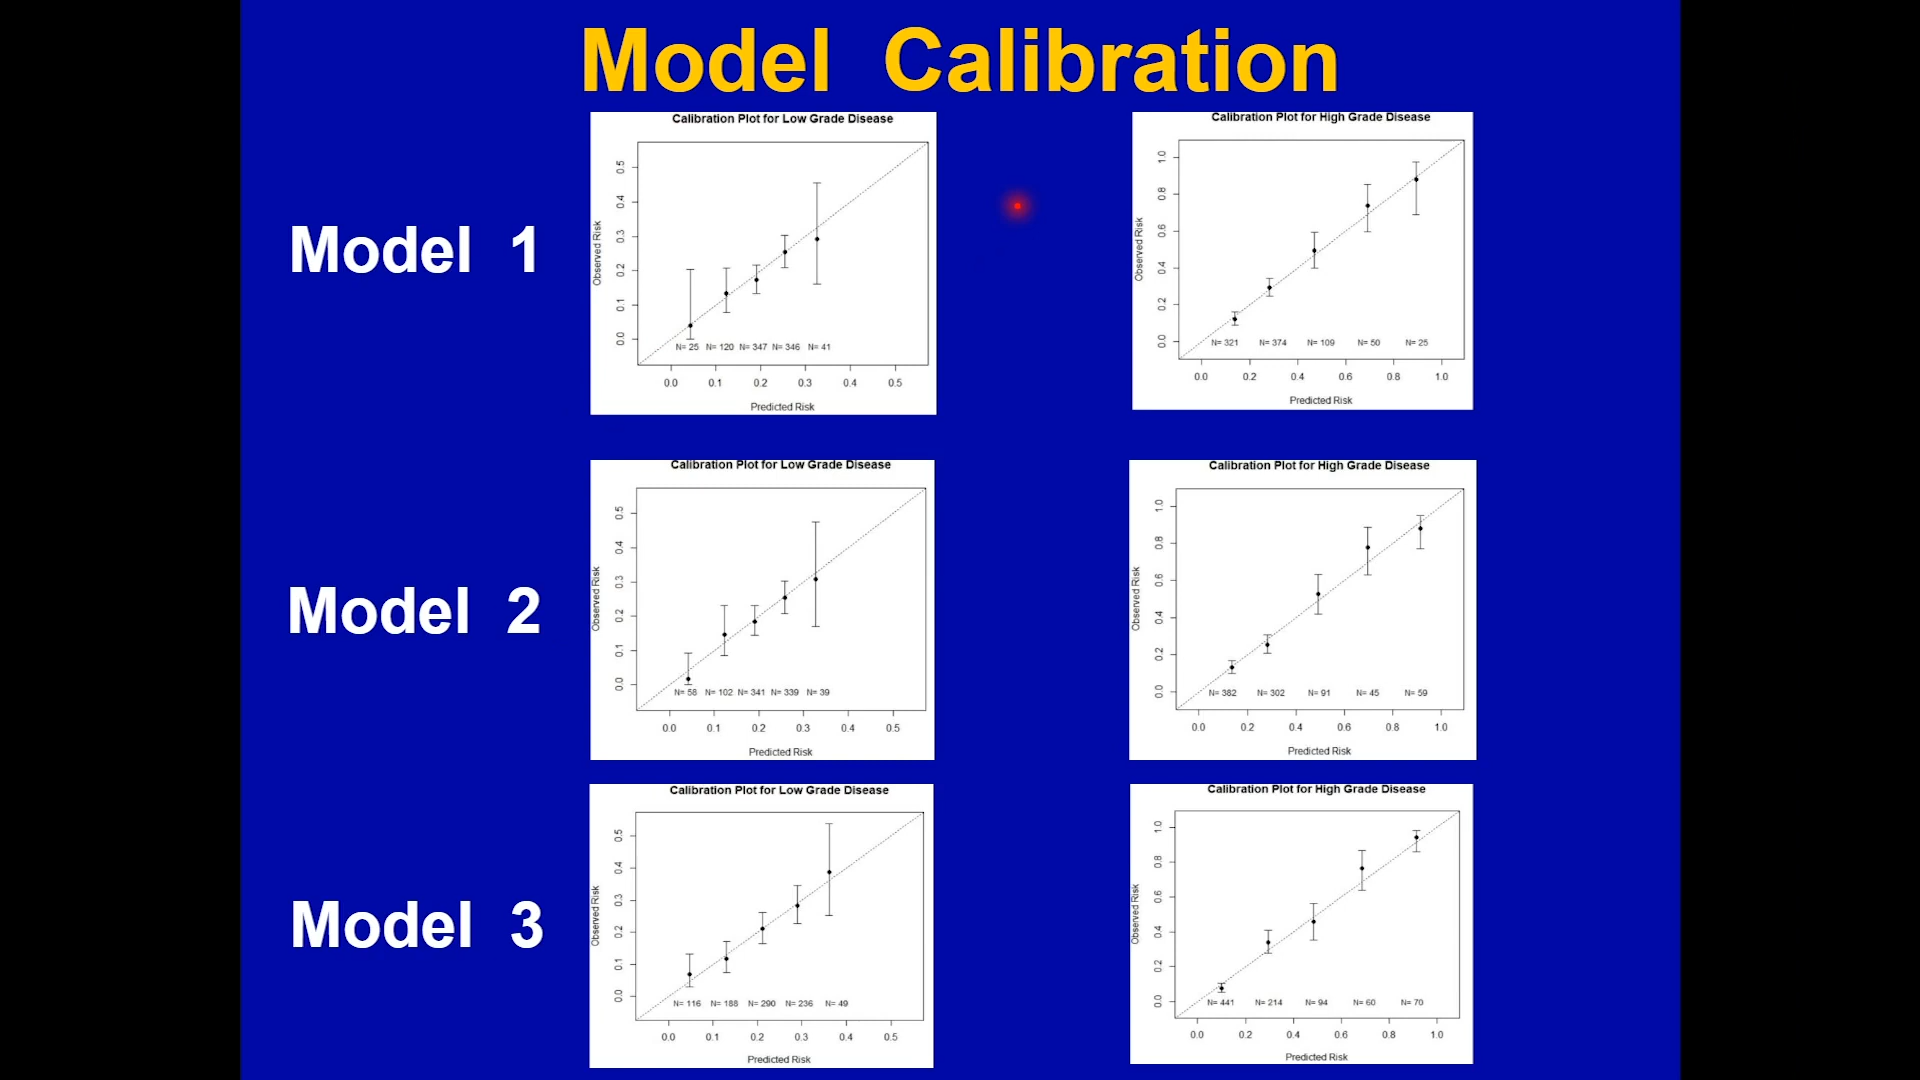 Model Calibration
Model 1
Calibration Plot for Low Grade Disease
Observed Risk
0.5
0.4
0.3
0.2
0.1
0.0
N= 25 N= 120 N= 347 N= 346 N= 41
0.0 0.1 0.2 0.3 0.4 0.5
Predicted Risk
Calibration Plot for High Grade Disease
Observed Risk
1.0
0.8
0.6
0.4
0.2
0.0
N= 321 N= 374 N= 109 N= 50 N= 25
0.0 0.2 0.4 0.6 0.8 1.0
Predicted Risk
Model 2
Calibration Plot for Low Grade Disease
Observed Risk
0.5
0.4
0.3
0.2
0.1
0.0
N= 58 N= 102 N= 341 N= 339 N= 39
0.0 0.1 0.2 0.3 0.4 0.5
Predicted Risk
Calibration Plot for High Grade Disease
Observed Risk
1.0
0.8
0.6
0.4
0.2
0.0
N= 382 N= 302 N= 91 N= 45 N= 59
0.0 0.2 0.4 0.6 0.8 1.0
Predicted Risk
Model 3
Calibration Plot for Low Grade Disease
Observed Risk
0.5
0.4
0.3
0.2
0.1
0.0
N= 116 N= 188 N= 290 N= 236 N= 49
0.0 0.1 0.2 0.3 0.4 0.5
Predicted Risk
Calibration Plot for High Grade Disease
Observed Risk
1.0
0.8
0.6
0.4
0.2
0.0
N= 441 N= 214 N= 94 N= 60 N= 70
0.0 0.2 0.4 0.6 0.8 1.0
Predicted Risk